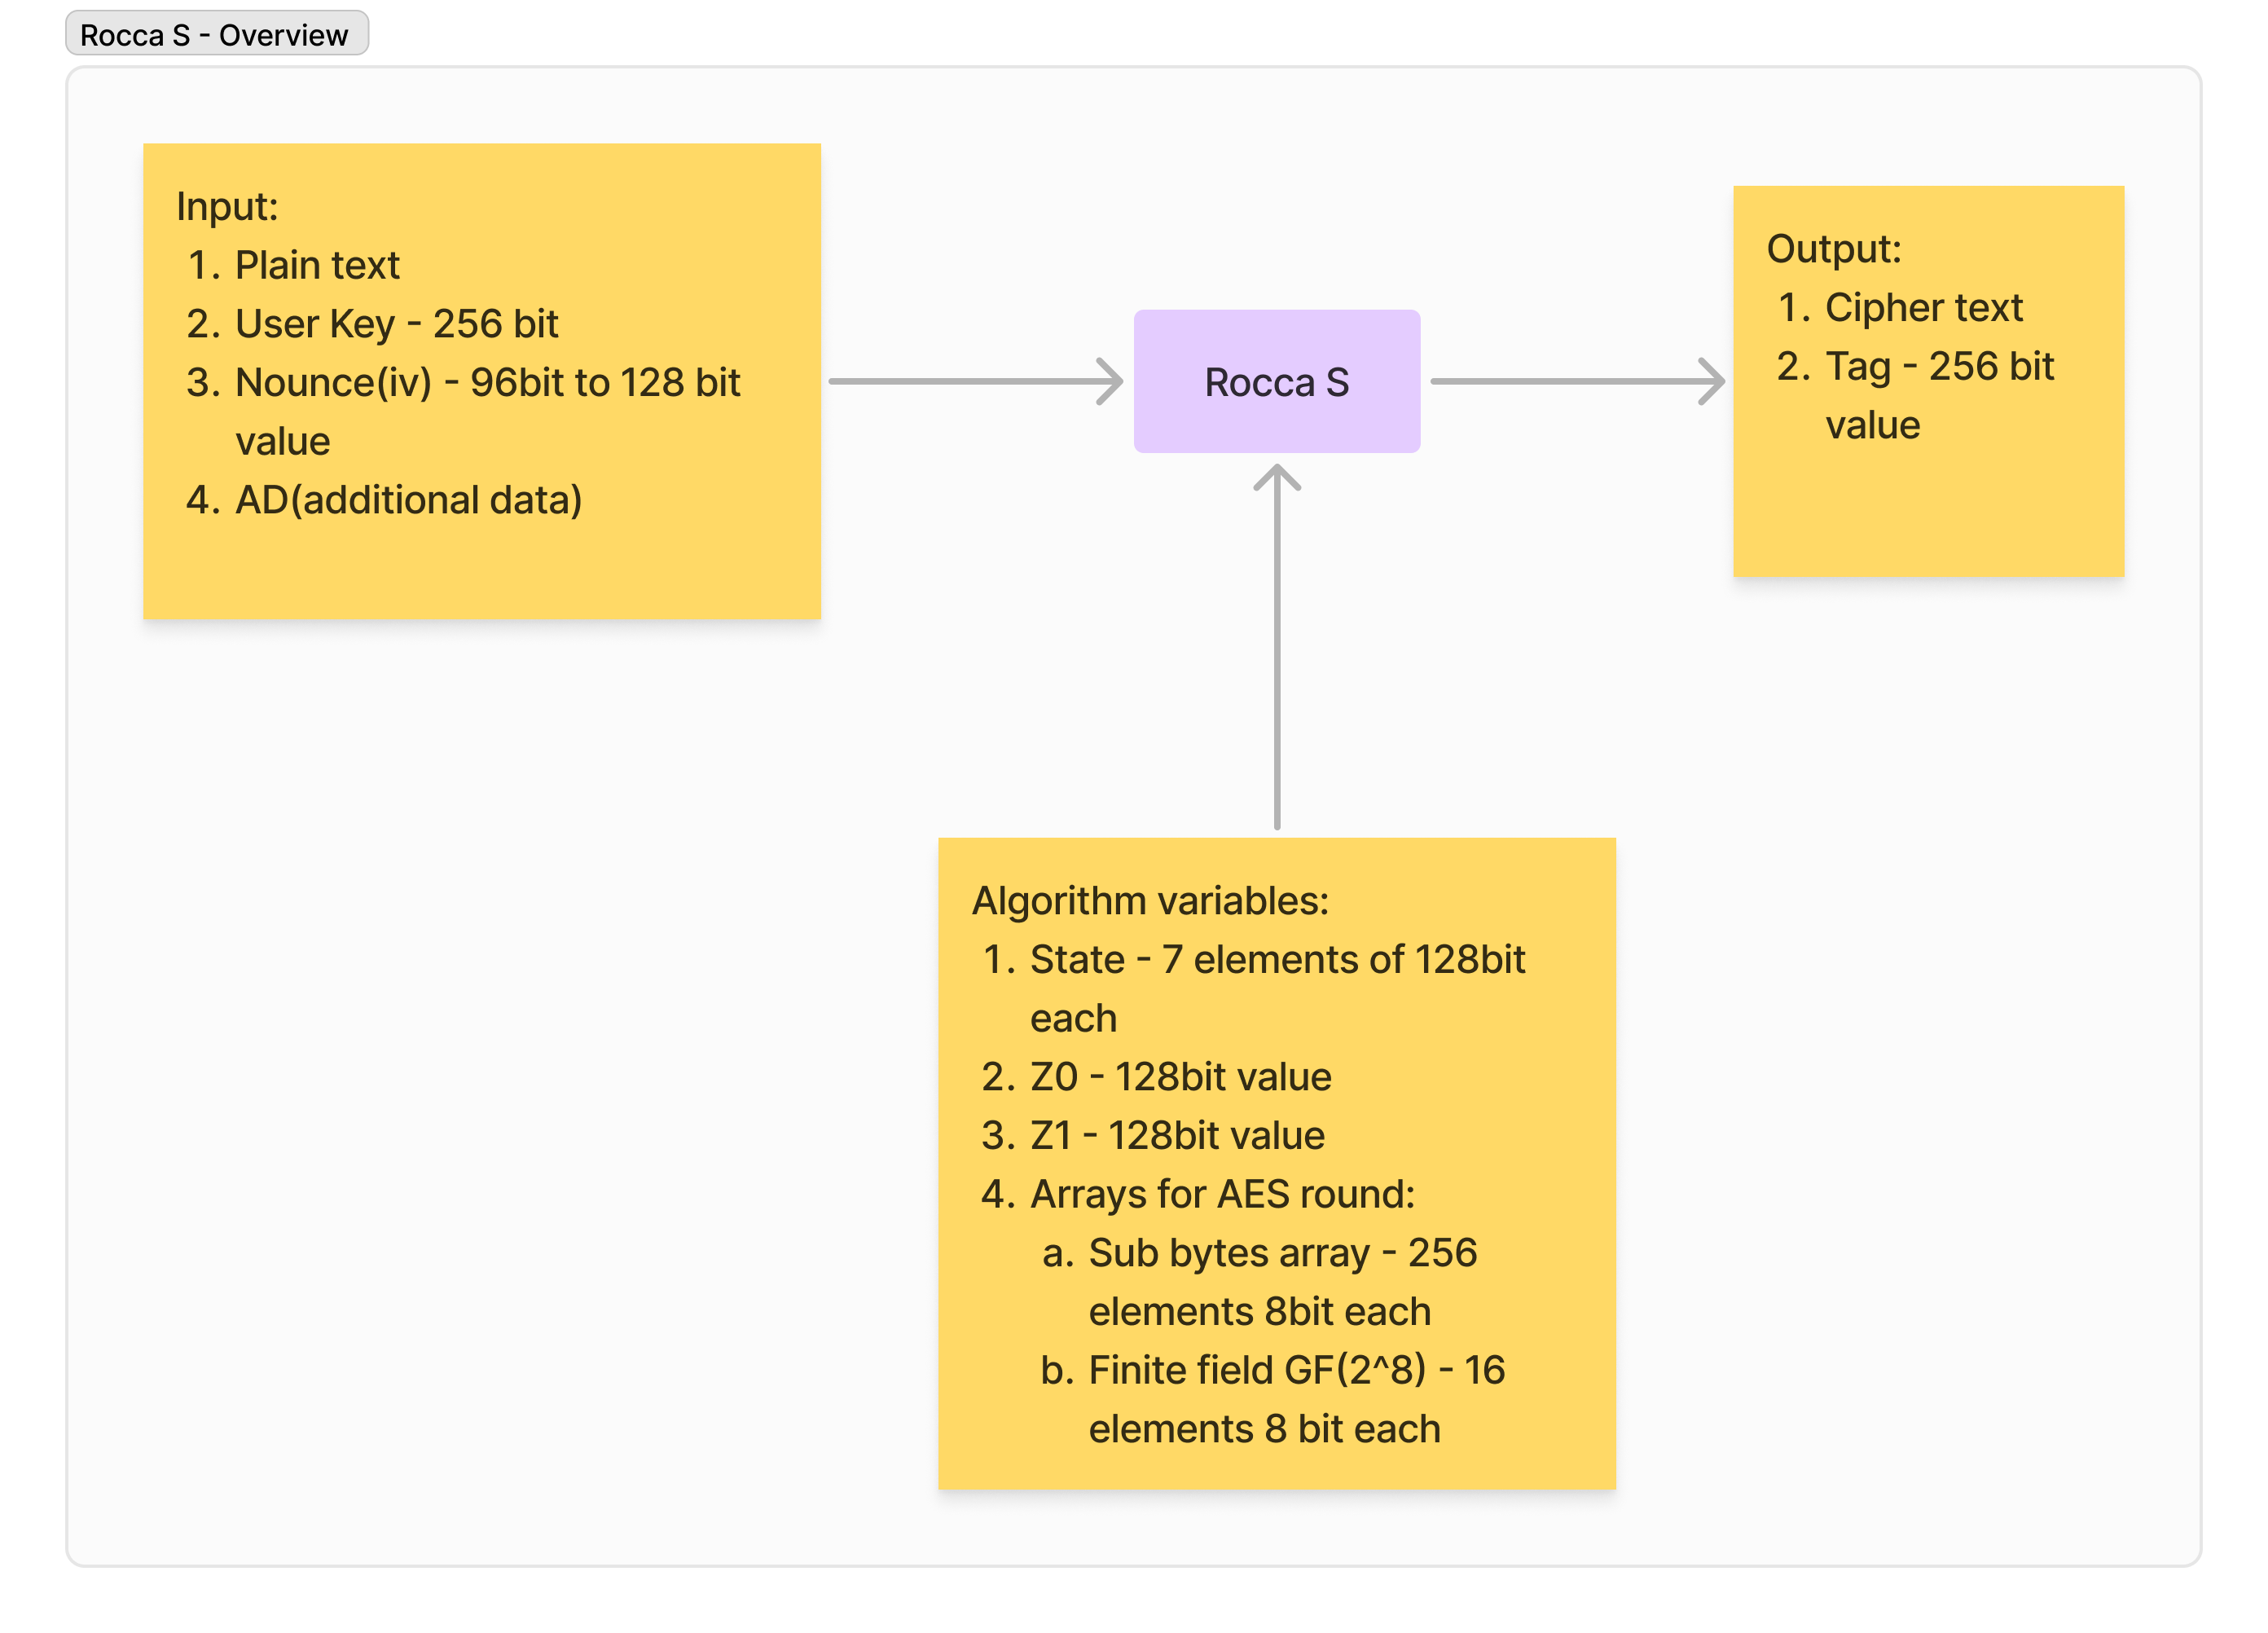 Rocca S - Overview
Input:
1. Plain text
2. User Key - 256 bit
3. Nounce(iv) - 96bit to 128 bit
value
4. AD(additional data)
Rocca S
Output:
1. Cipher text
2. Tag - 256 bit
value
Algorithm variables:
1. State - 7 elements of 128bit
each
2. Z0 - 128bit value
3. Z1 - 128bit value
4. Arrays for AES round:
a. Sub bytes array - 256
elements 8bit each
b. Finite field GF(2^8) - 16
elements 8 bit each